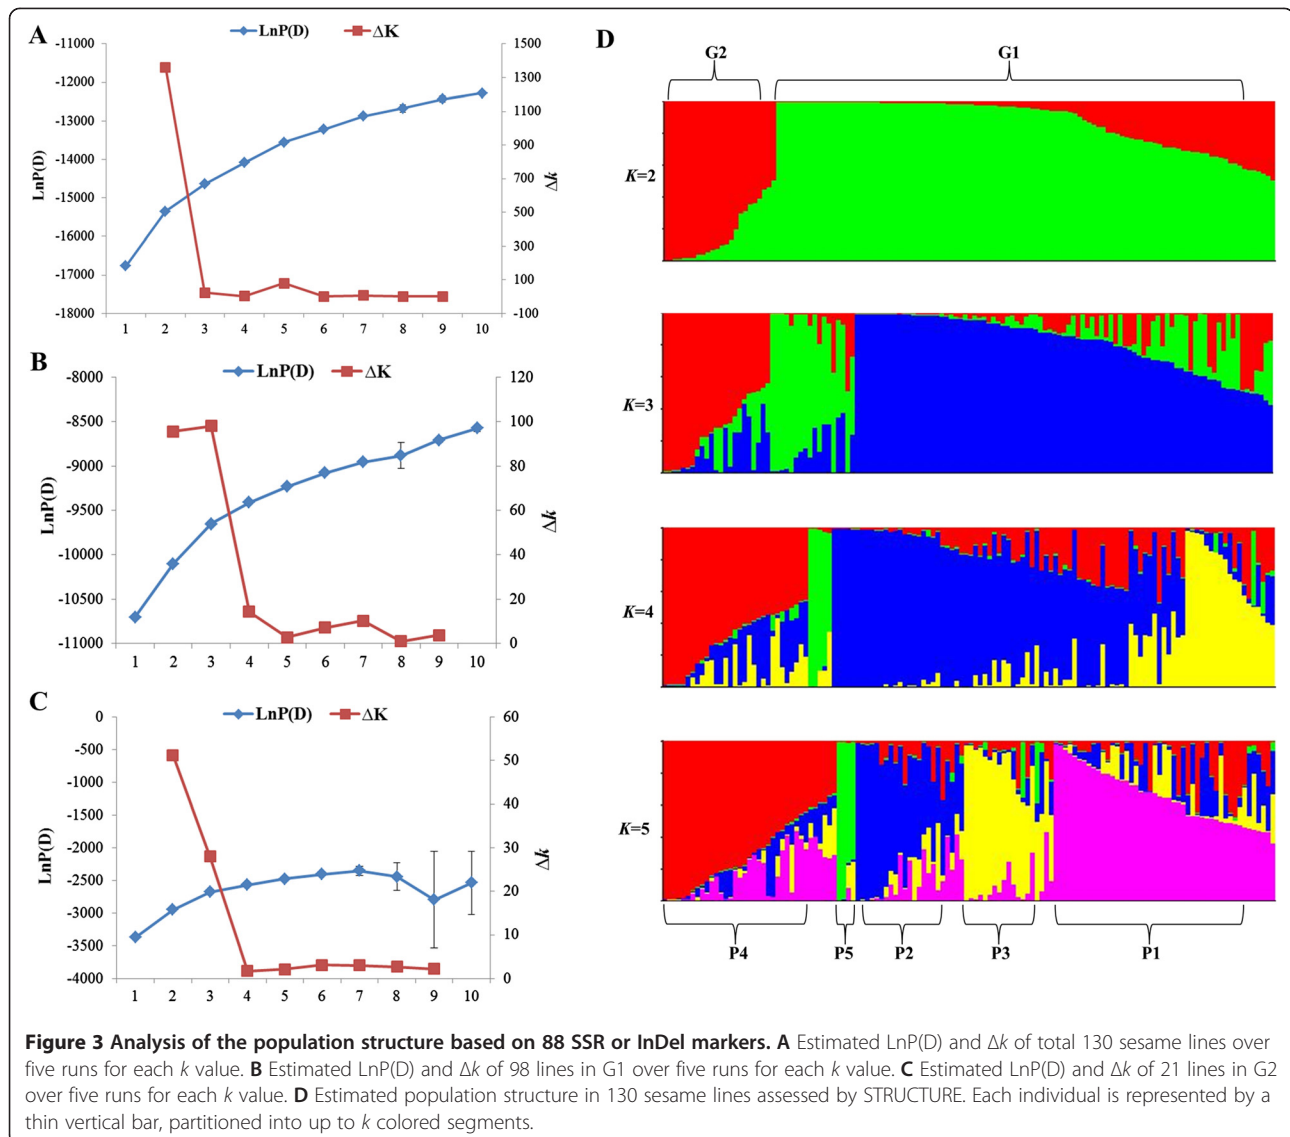 A
LnP(D) ΔK
-11000
-12000
-13000
-14000
-15000
-16000
-17000
-18000
LnP(D)
1500
1300
1100
900
700
500
300
100
-100
Δk
1 2 3 4 5 6 7 8 9 10
B
LnP(D) ΔK
-8000
-8500
-9000
-9500
-10000
-10500
-11000
LnP(D)
120
100
80
60
40
20
0
Δk
1 2 3 4 5 6 7 8 9 10
C
LnP(D) ΔK
0
-500
-1000
-1500
-2000
-2500
-3000
-3500
-4000
LnP(D)
60
50
40
30
20
10
0
Δk
1 2 3 4 5 6 7 8 9 10
D
G2 G1
K=2
K=3
K=4
K=5
P4 P5 P2 P3 P1
Figure 3 Analysis of the population structure based on 88 SSR or InDel markers. A Estimated LnP(D) and Δk of total 130 sesame lines over
five runs for each k value. B Estimated LnP(D) and Δk of 98 lines in G1 over five runs for each k value. C Estimated LnP(D) and Δk of 21 lines in G2
over five runs for each k value. D Estimated population structure in 130 sesame lines assessed by STRUCTURE. Each individual is represented by a
thin vertical bar, partitioned into up to k colored segments.